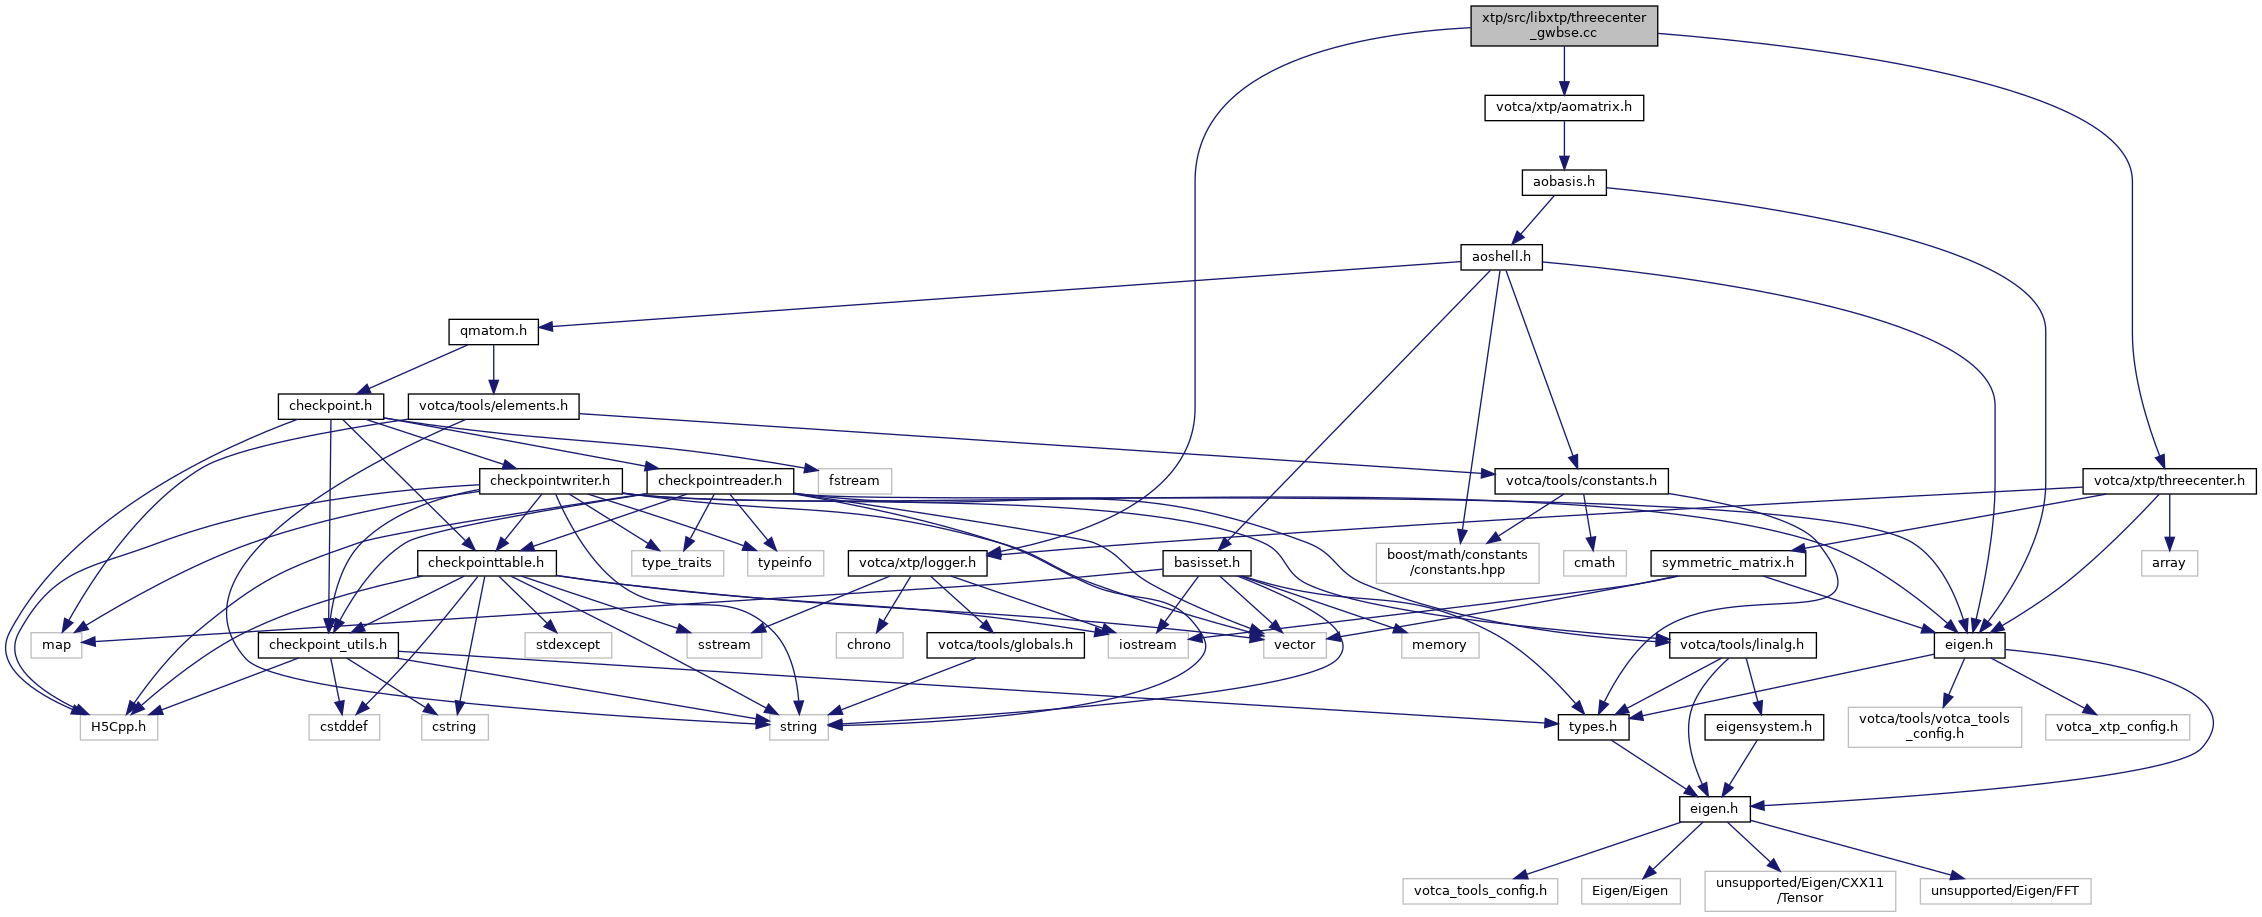 xtp/src/libxtp/threecenter
_gwbse.cc
votca/xtp/aomatrix.h
aobasis.h
aoshell.h
qmatom.h
checkpoint.h
votca/tools/elements.h
checkpointwriter.h
checkpointreader.h
fstream
votca/tools/constants.h
votca/xtp/threecenter.h
checkpointtable.h
type_traits
typeinfo
votca/xtp/logger.h
basisset.h
boost/math/constants
/constants.hpp
cmath
symmetric_matrix.h
array
map
checkpoint_utils.h
stdexcept
sstream
chrono
votca/tools/globals.h
iostream
vector
memory
votca/tools/linalg.h
eigen.h
H5Cpp.h
cstddef
cstring
string
types.h
eigensystem.h
votca/tools/votca_tools
_config.h
votca_xtp_config.h
eigen.h
votca_tools_config.h
Eigen/Eigen
unsupported/Eigen/CXX11
/Tensor
unsupported/Eigen/FFT